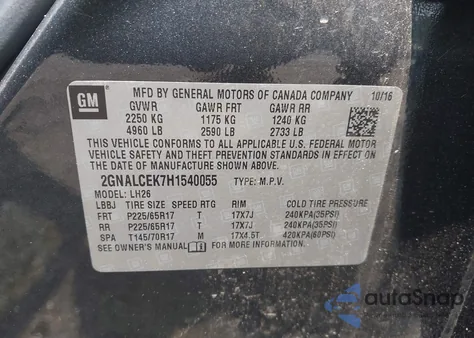 GM
MFD BY GENERAL MOTORS OF CANADA COMPANY 10/16
GVWR GAWR FRT GAWR RR
2250 KG 1175 KG 1240 KG
4960 LB 2590 LB 2733 LB
THIS VEHICLE CONFORMS TO ALL APPLICABLE U.S. FEDERAL MOTOR
VEHICLE SAFETY, BUMPER, AND THEFT PREVENTION STANDARDS IN
EFFECT ON THE DATE OF MANUFACTURE SHOWN ABOVE.
2GNALCEK7H1540055 TYPE: M.P.V.
MODEL: LH26
LBBJ TIRE SIZE SPEED RTG RIM COLD TIRE PRESSURE
FRT P225/65R17 T 17X7J 240KPA(35PSI)
RR P225/65R17 T 17X7J 240KPA(35PSI)
SPA T145/70R17 M 17X4.5T 420KPA(60PSI)
SEE OWNER'S MANUAL FOR MORE INFORMATION.
autoSnap